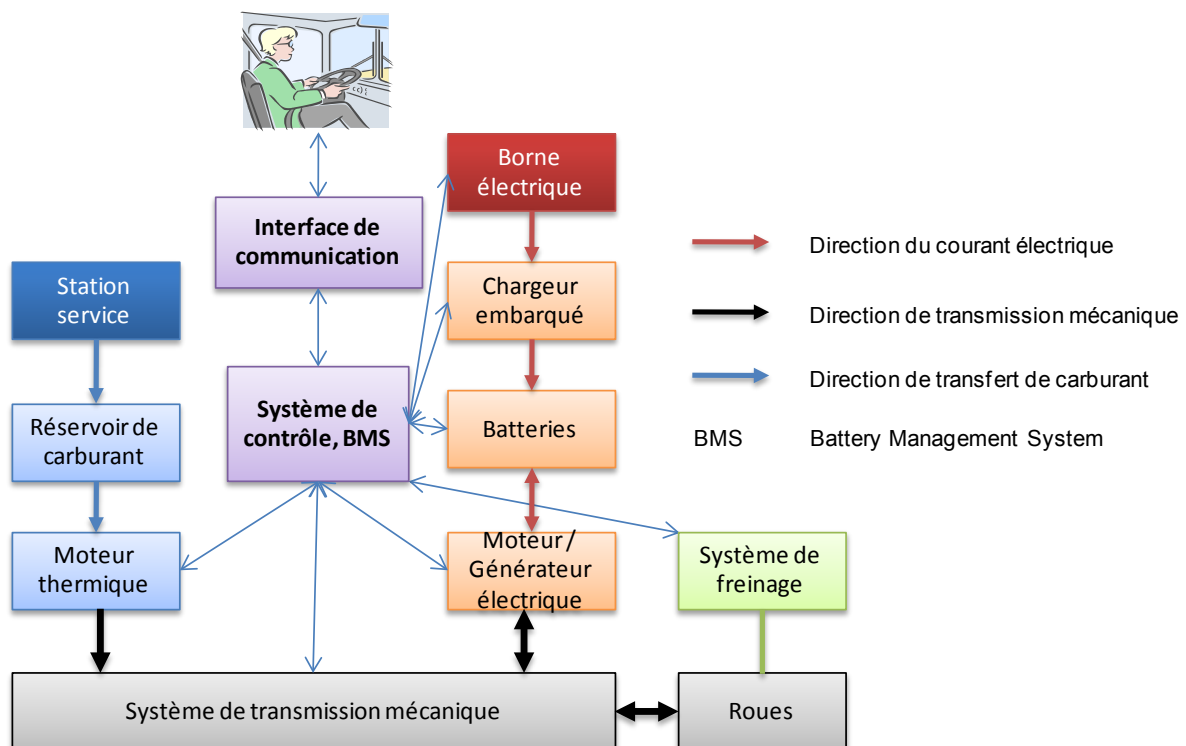 Borne
électrique
Interface de
communication
Direction du courant électrique
Station
service
Chargeur
embarqué
Direction de transmission mécanique
Direction de transfert de carburant
Réservoir de
carburant
Système de
contrôle, BMS
Batteries
BMS Battery Management System
Moteur
thermique
Moteur /
Générateur
électrique
Système de
freinage
Système de transmission mécanique
Roues